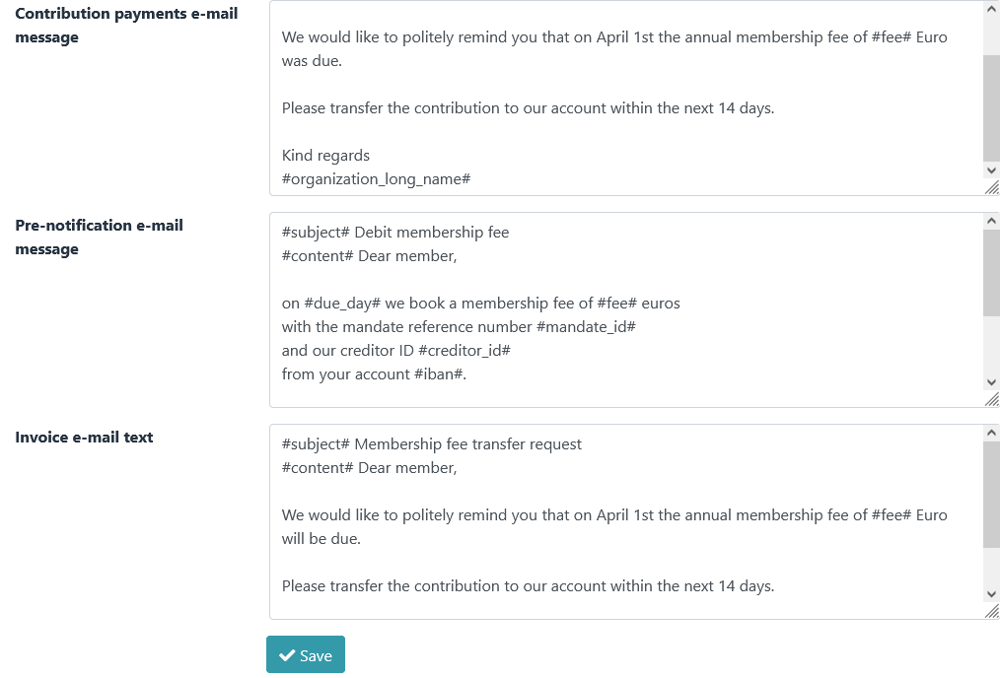 Contribution payments e-mail
message
We would like to politely remind you that on April 1st the annual membership fee of #fee# Euro
was due.
Please transfer the contribution to our account within the next 14 days.
Kind regards
#organization_long_name#
Pre-notification e-mail
message
#subject# Debit membership fee
#content# Dear member,
on #due_day# we book a membership fee of #fee# euros
with the mandate reference number #mandate_id#
and our creditor ID #creditor_id#
from your account #iban#.
Invoice e-mail text
#subject# Membership fee transfer request
#content# Dear member,
We would like to politely remind you that on April 1st the annual membership fee of #fee# Euro
will be due.
Please transfer the contribution to our account within the next 14 days.
Save